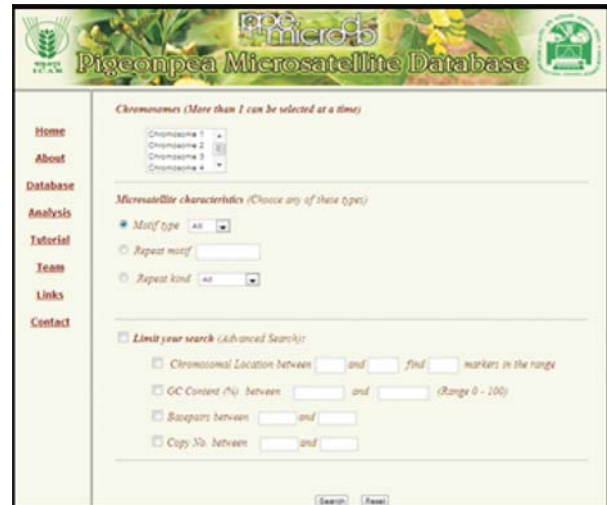 ppe microdb
Pigeonpea Microsatellite Database
ICAR
Home
About
Database
Analysis
Tutorial
Team
Links
Contact
Chromosomes (More than 1 can be selected at a time)
Chromosome 1
Chromosome 2
Chromosome 3
Chromosome 4
Microsatellite characteristics (Choose any of these types)
Motif type All
Repeat motif
Repeat kind All
Limit your search (Advanced Search):
Chromosomal Location between and find markers in the range
GC Content (%) between and (Range 0 - 100)
Basepairs between and
Copy No. between and
Search Reset